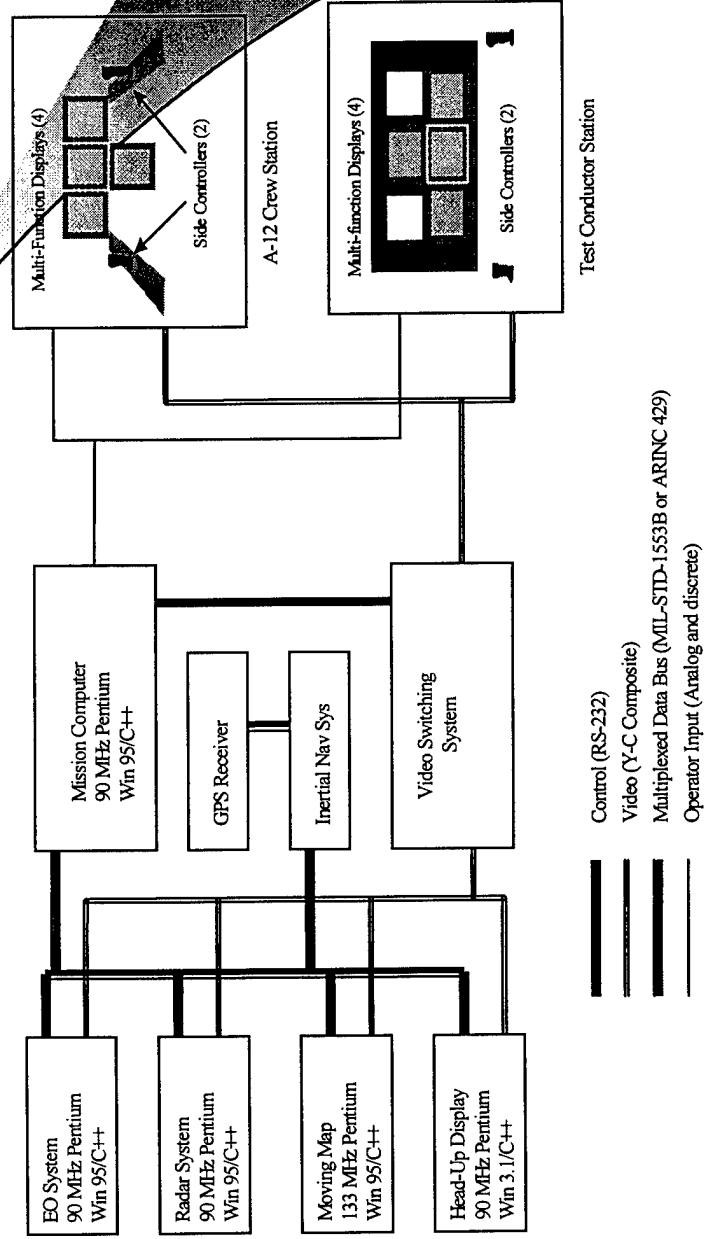 EO System
90 MHz Pentium
Win 95/C++
Radar System
90 MHz Pentium
Win 95/C++
Moving Map
133 MHz Pentium
Win 95/C++
Head-Up Display
90 MHz Pentium
Win 3.1/C++
Mission Computer
90 MHz Pentium
Win 95/C++
GPS Receiver
Inertial Nav Sys
Video Switching
System
Multi-Function Displays (4)
Side Controllers (2)
A-12 Crew Station
Multi-function Displays (4)
Side Controllers (2)
Test Conductor Station
Control (RS-232)
Video (Y-C Composite)
Multiplexed Data Bus (MIL-STD-1553B or ARINC 429)
Operator Input (Analog and discrete)